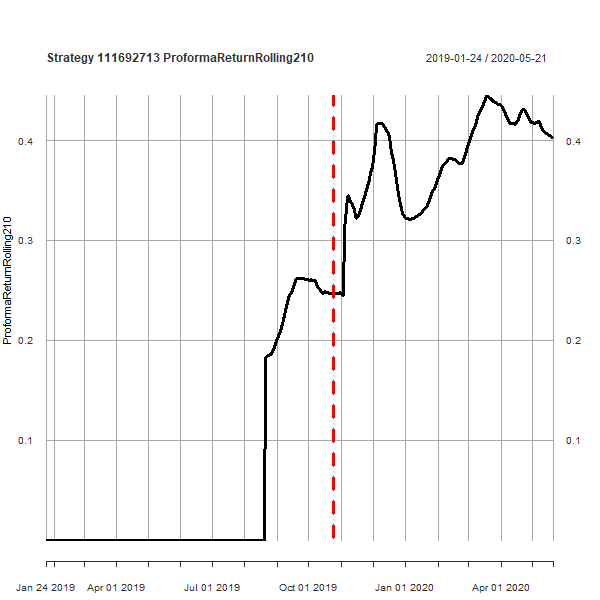 Strategy 111692713 ProformaReturnRolling210
2019-01-24 / 2020-05-21
ProformaReturnRolling210
0.4
0.3
0.2
0.1
0.4
0.3
0.2
0.1
Jan 24 2019
Apr 01 2019
Jul 01 2019
Oct 01 2019
Jan 01 2020
Apr 01 2020